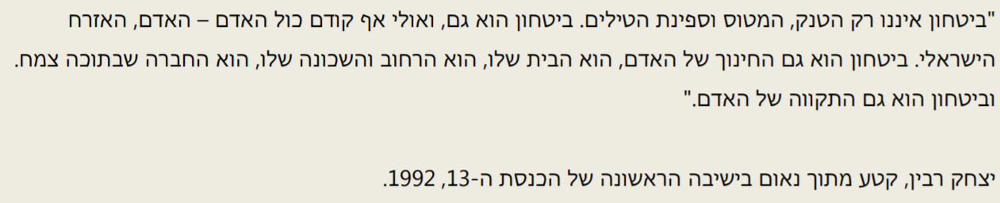 "ביטחון איננו רק הטנק, המטוס וספינת הטילים. ביטחון הוא גם, ואולי אף קודם כול האדם – האדם, האזרח
הישראלי. ביטחון הוא גם החינוך של האדם, הוא הבית שלו, הוא הרחוב והשכונה שלו, הוא החברה שבתוכה צמח.
וביטחון הוא גם התקווה של האדם."
יצחק רבין, קטע מתוך נאום בישיבה הראשונה של הכנסת ה-13, 1992.